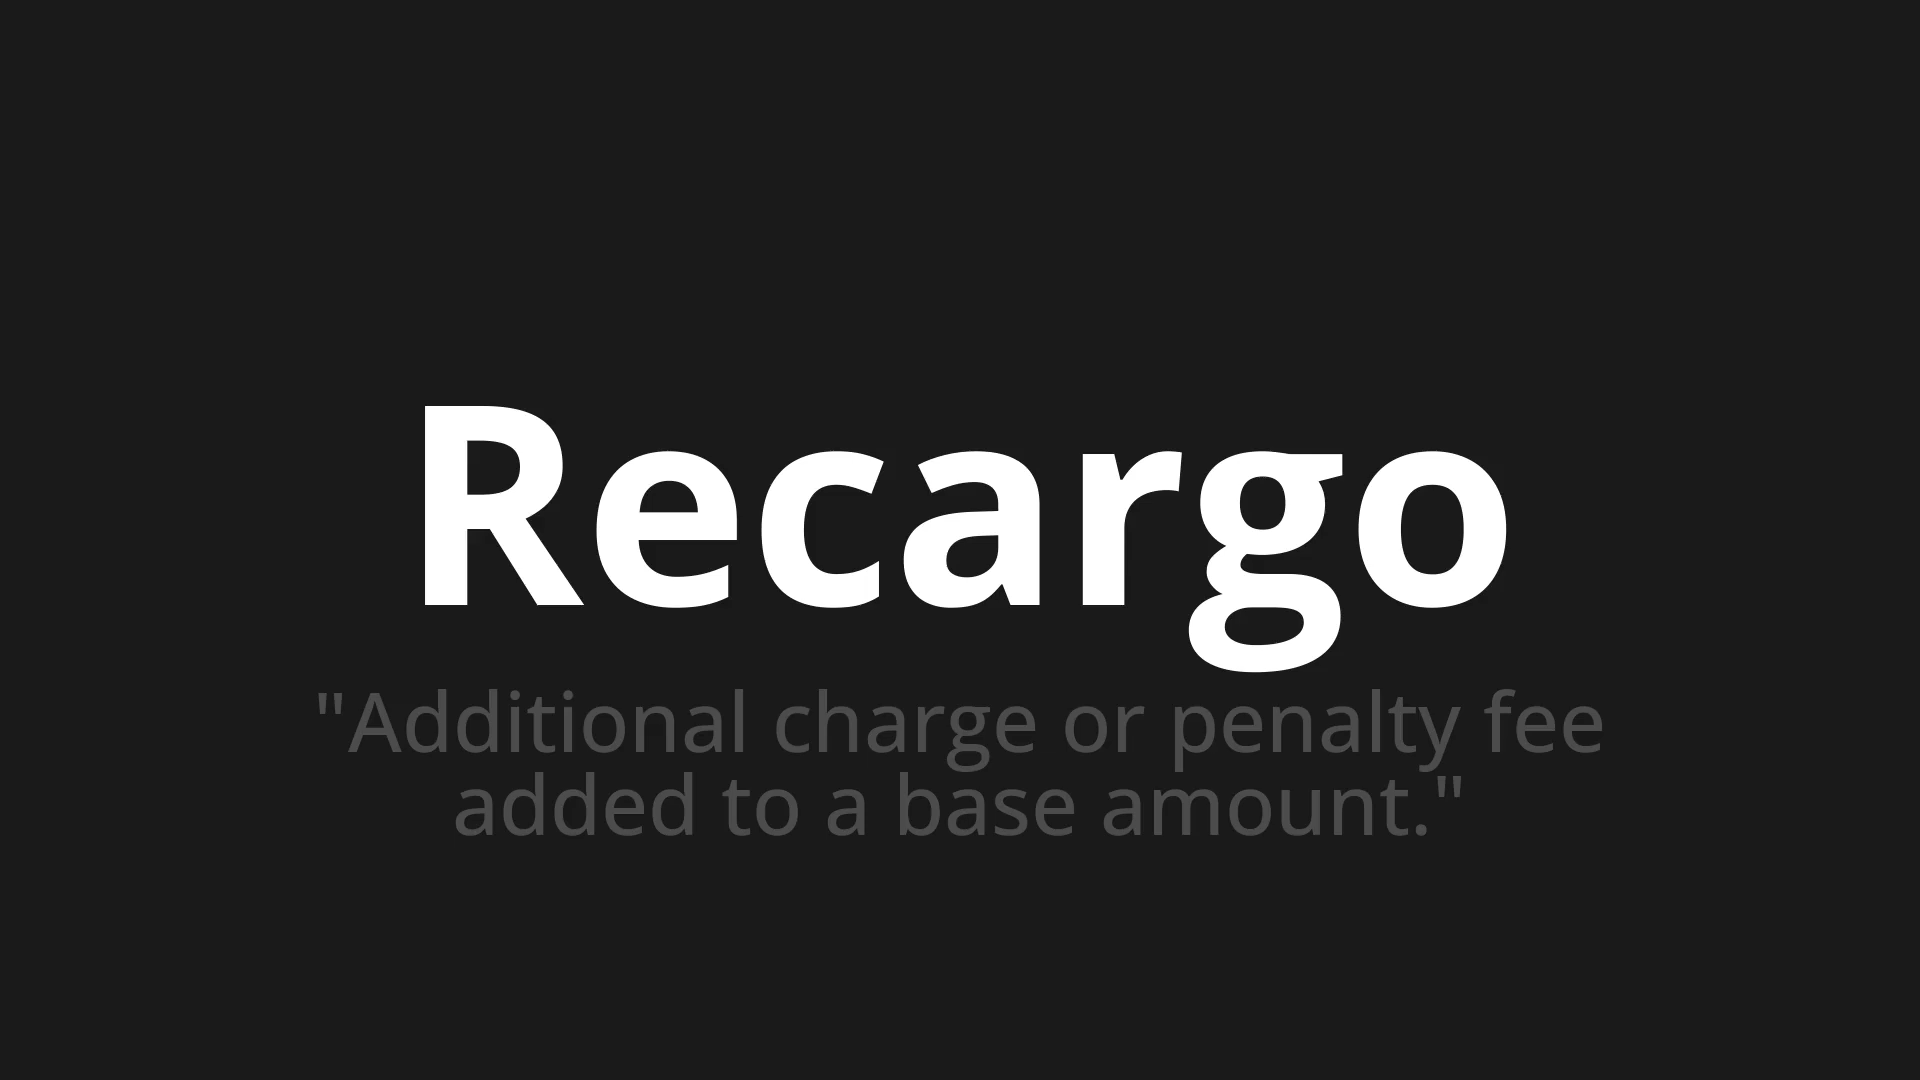 Recargo
"Additional charge or penalty fee
added to a base amount."